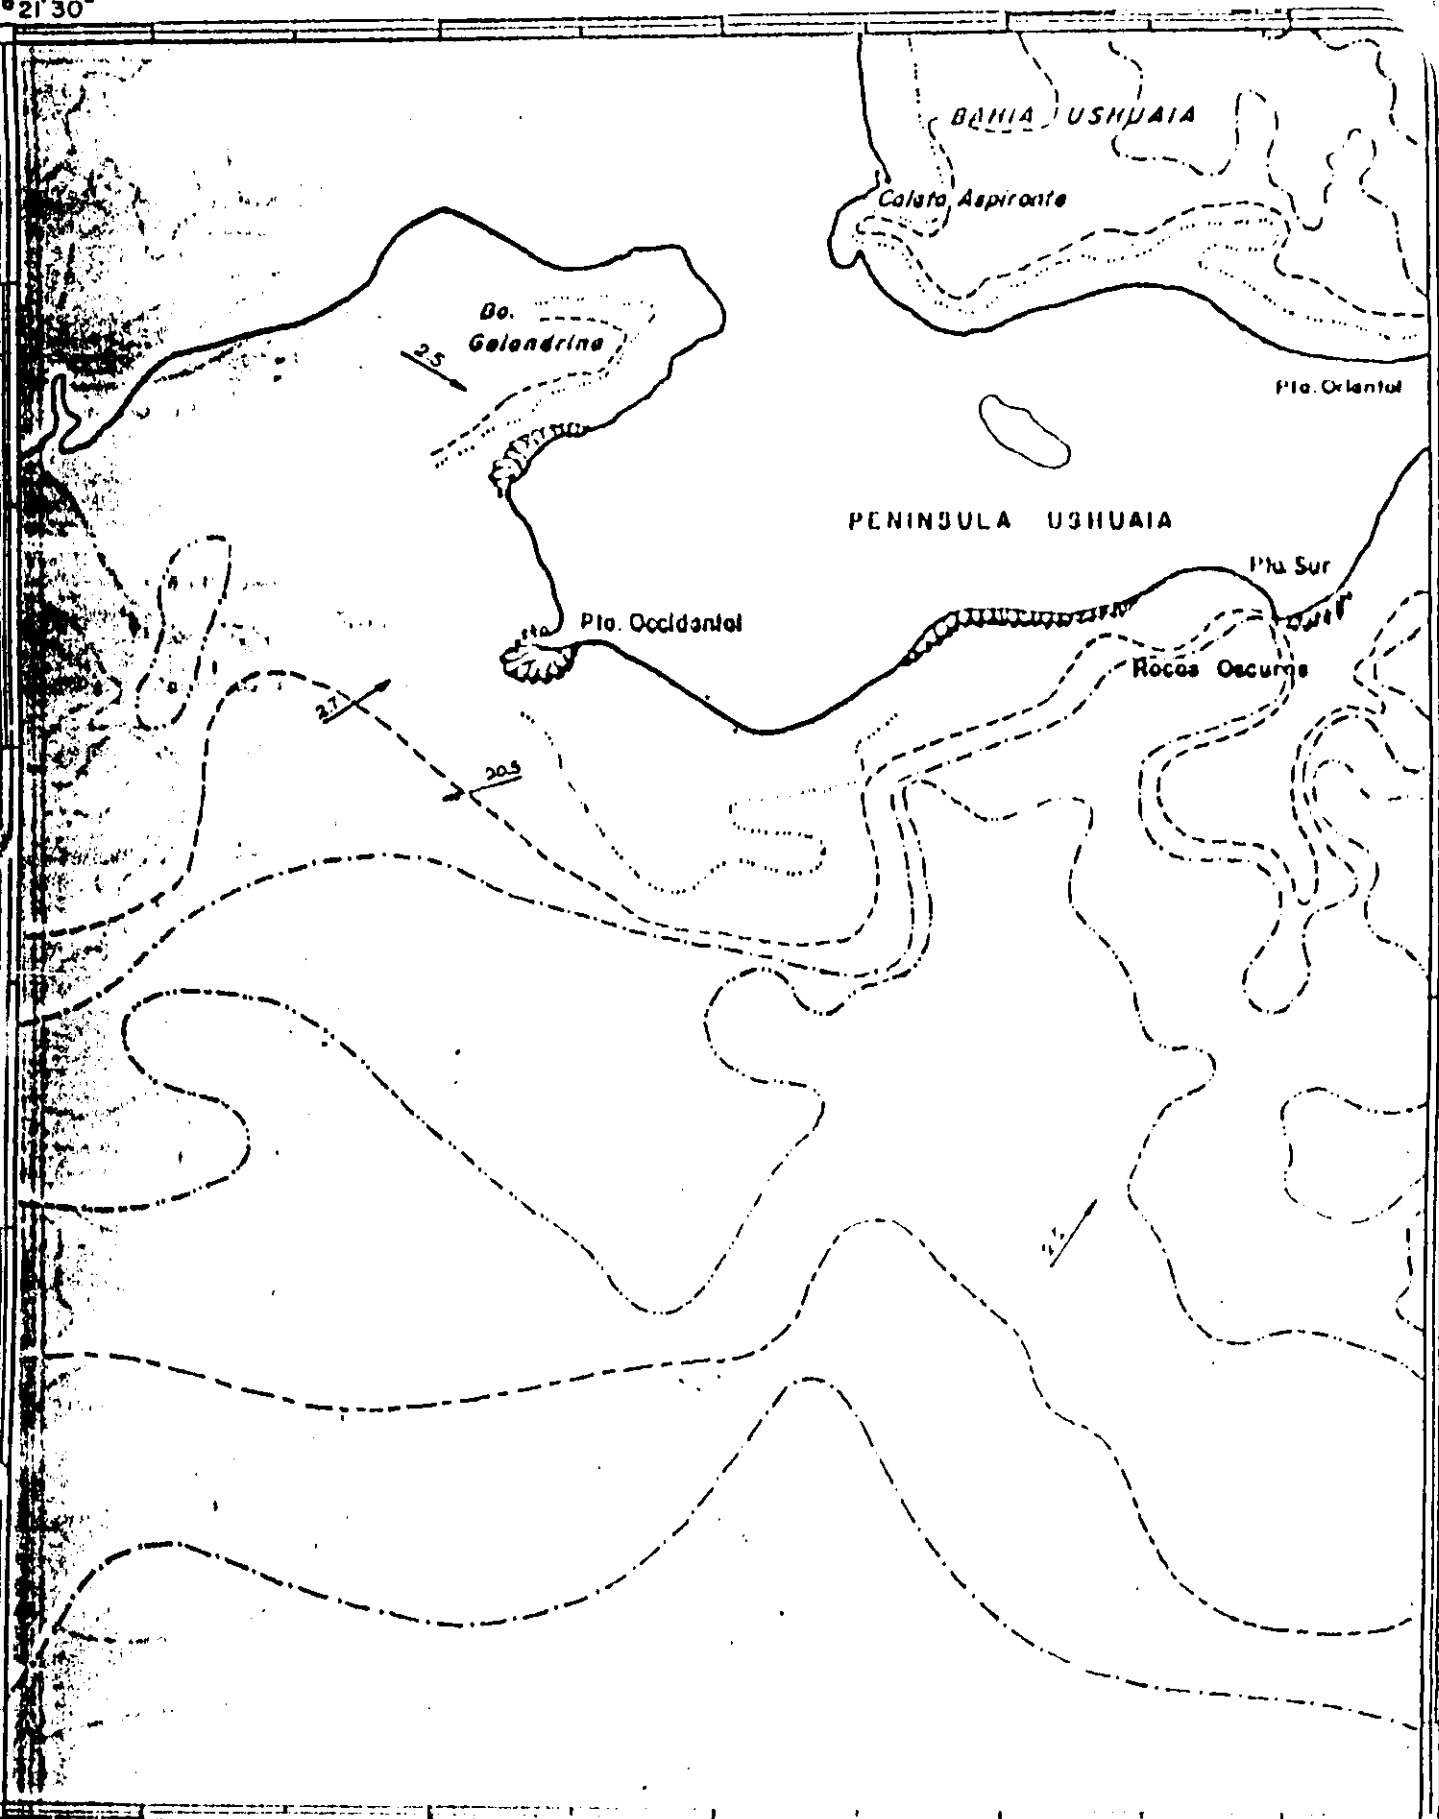 21'30"
BAHIA USHUAIA
Caleta Aspirante
Ba.
Golondrina
2.5
Pta. Oriental
PENINSULA USHUAIA
Pta Sur
Pta. Occidental
Rocas Oscuras
2.7
20.5